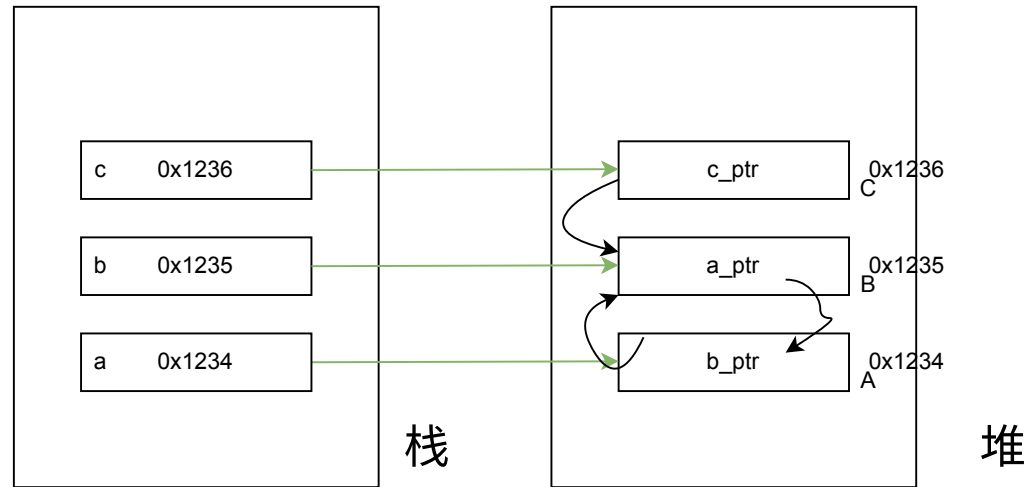 c 0x1236
c_ptr
0x1236
C
b 0x1235
a_ptr
0x1235
B
a 0x1234
b_ptr
0x1234
A
栈
堆